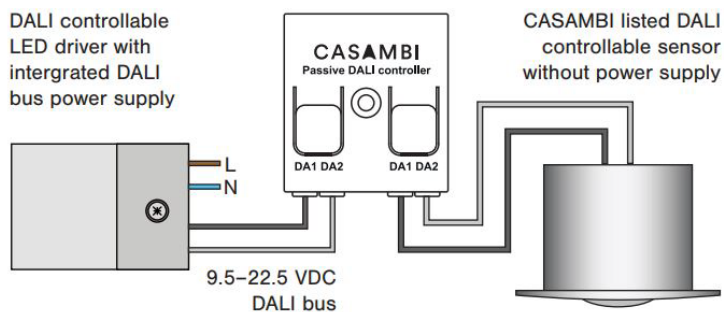 DALI controllable
LED driver with
intergrated DALI
bus power supply
CASAMBI
Passive DALI controller
DA1 DA2
DA1 DA2
CASAMBI listed DALI
controllable sensor
without power supply
L
N
9.5–22.5 VDC
DALI bus